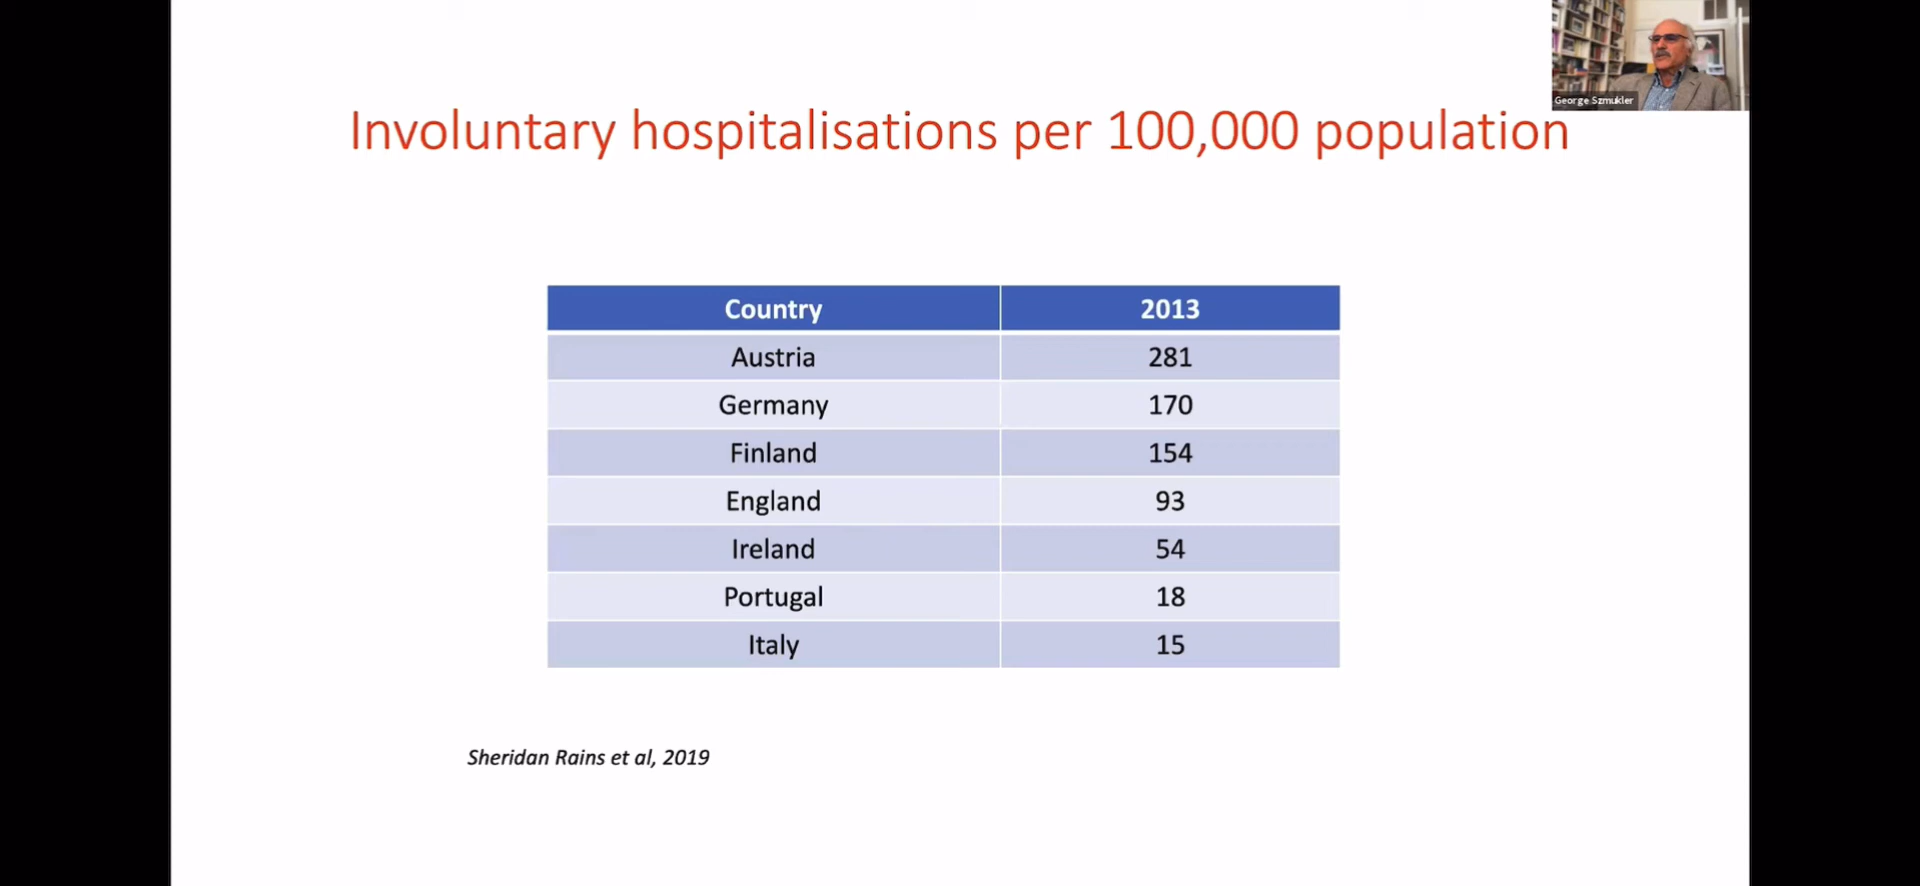 George Szmukler
Involuntary hospitalisations per 100,000 population
Country 2013
Austria 281
Germany 170
Finland 154
England 93
Ireland 54
Portugal 18
Italy 15
Sheridan Rains et al, 2019